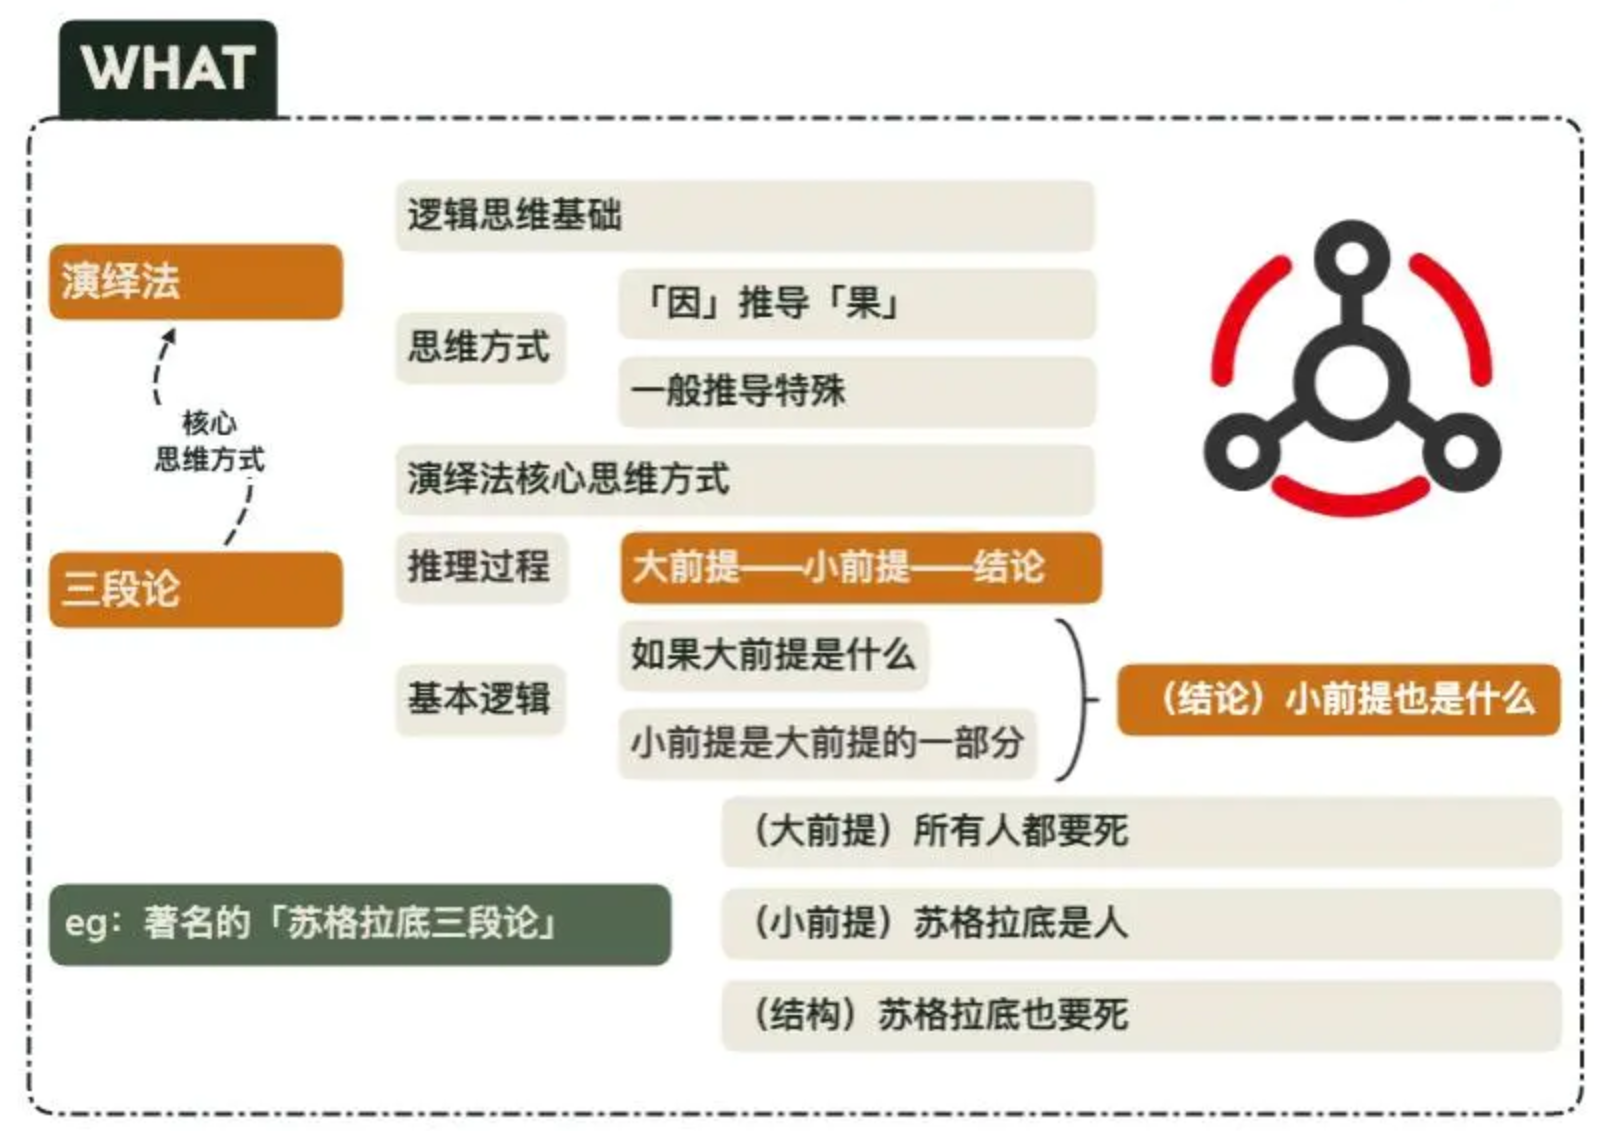 WHAT
演绎法
逻辑思维基础
思维方式
「因」推导「果」
一般推导特殊
核心
思维方式
三段论
演绎法核心思维方式
推理过程
大前提——小前提——结论
基本逻辑
如果大前提是什么
小前提是大前提的一部分
（结论）小前提也是什么
eg：著名的「苏格拉底三段论」
（大前提）所有人都要死
（小前提）苏格拉底是人
（结构）苏格拉底也要死